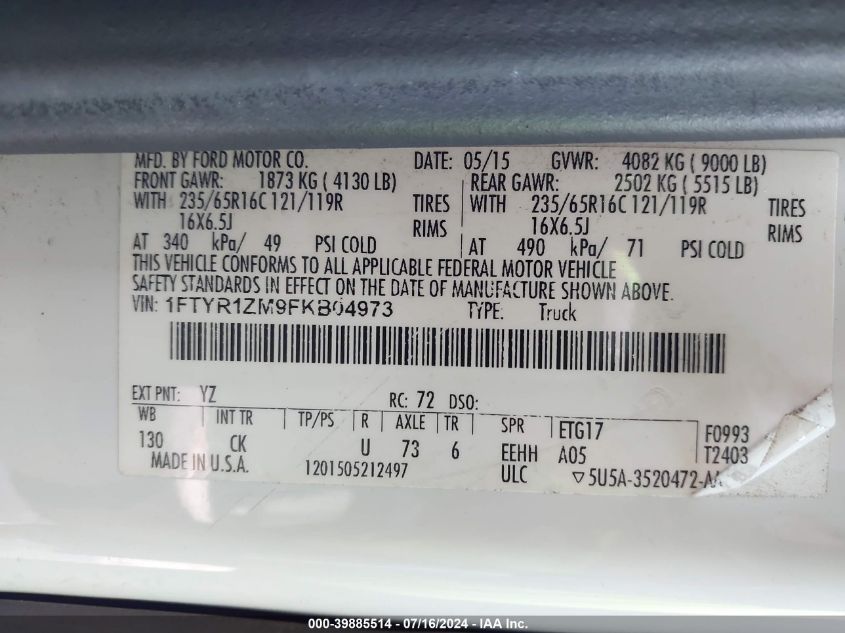 MFD. BY FORD MOTOR CO. DATE: 05/15 GVWR: 4082 KG ( 9000 LB)
FRONT GAWR: 1873 KG ( 4130 LB) REAR GAWR: 2502 KG ( 5515 LB)
WITH 235/65R16C 121/119R TIRES WITH 235/65R16C 121/119R TIRES
16X6.5J RIMS 16X6.5J RIMS
AT 340 kPa/ 49 PSI COLD AT 490 kPa/ 71 PSI COLD
THIS VEHICLE CONFORMS TO ALL APPLICABLE FEDERAL MOTOR VEHICLE
SAFETY STANDARDS IN EFFECT ON THE DATE OF MANUFACTURE SHOWN ABOVE.
VIN: 1FTYR1ZM9FKB04973 TYPE: Truck
EXT PNT: YZ RC: 72 DSO:
WB INT TR TP/PS R AXLE TR SPR ETG17 F0993
130 CK U 73 6 EEHH A05 T2403
MADE IN U.S.A. 1201505212497 ULC ▽5U5A-3520472-AA
000-39885514 - 07/16/2024 - IAA Inc.